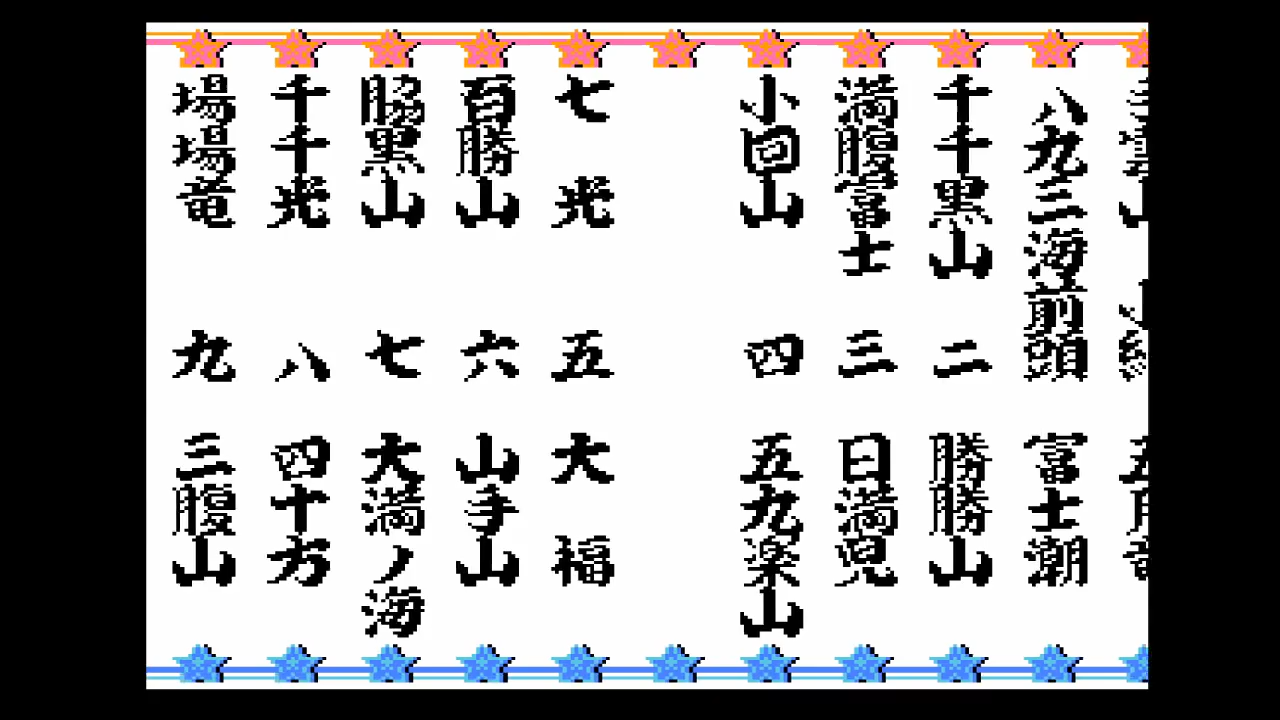 八九三海前頭富士潮
千千黒山二勝勝山
満腹富士三日満児
小回山四五九楽山
七光五大福
百勝山六山手山
脇黒山七大満ノ海
千千光八四十方
場場竜九三腹山